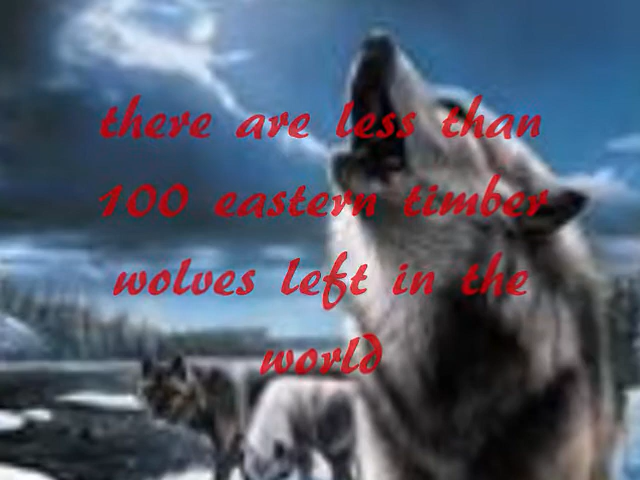 there are less than
100 eastern timber
wolves left in the
world